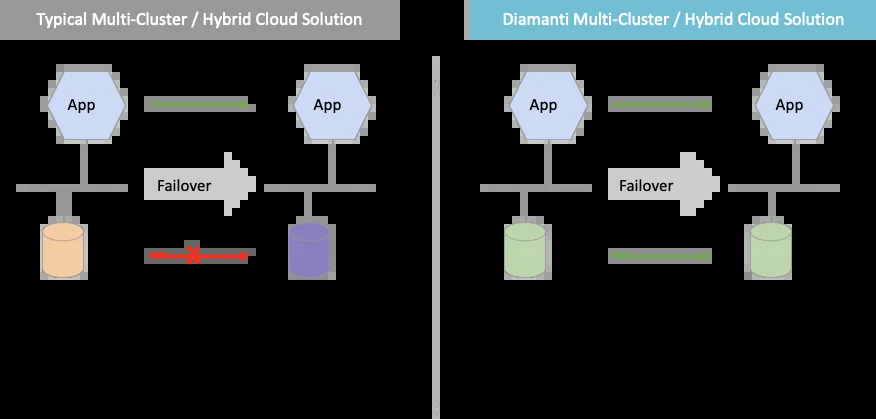 Typical Multi-Cluster / Hybrid Cloud Solution
Diamanti Multi-Cluster / Hybrid Cloud Solution
App
App
App
App
Failover
Failover